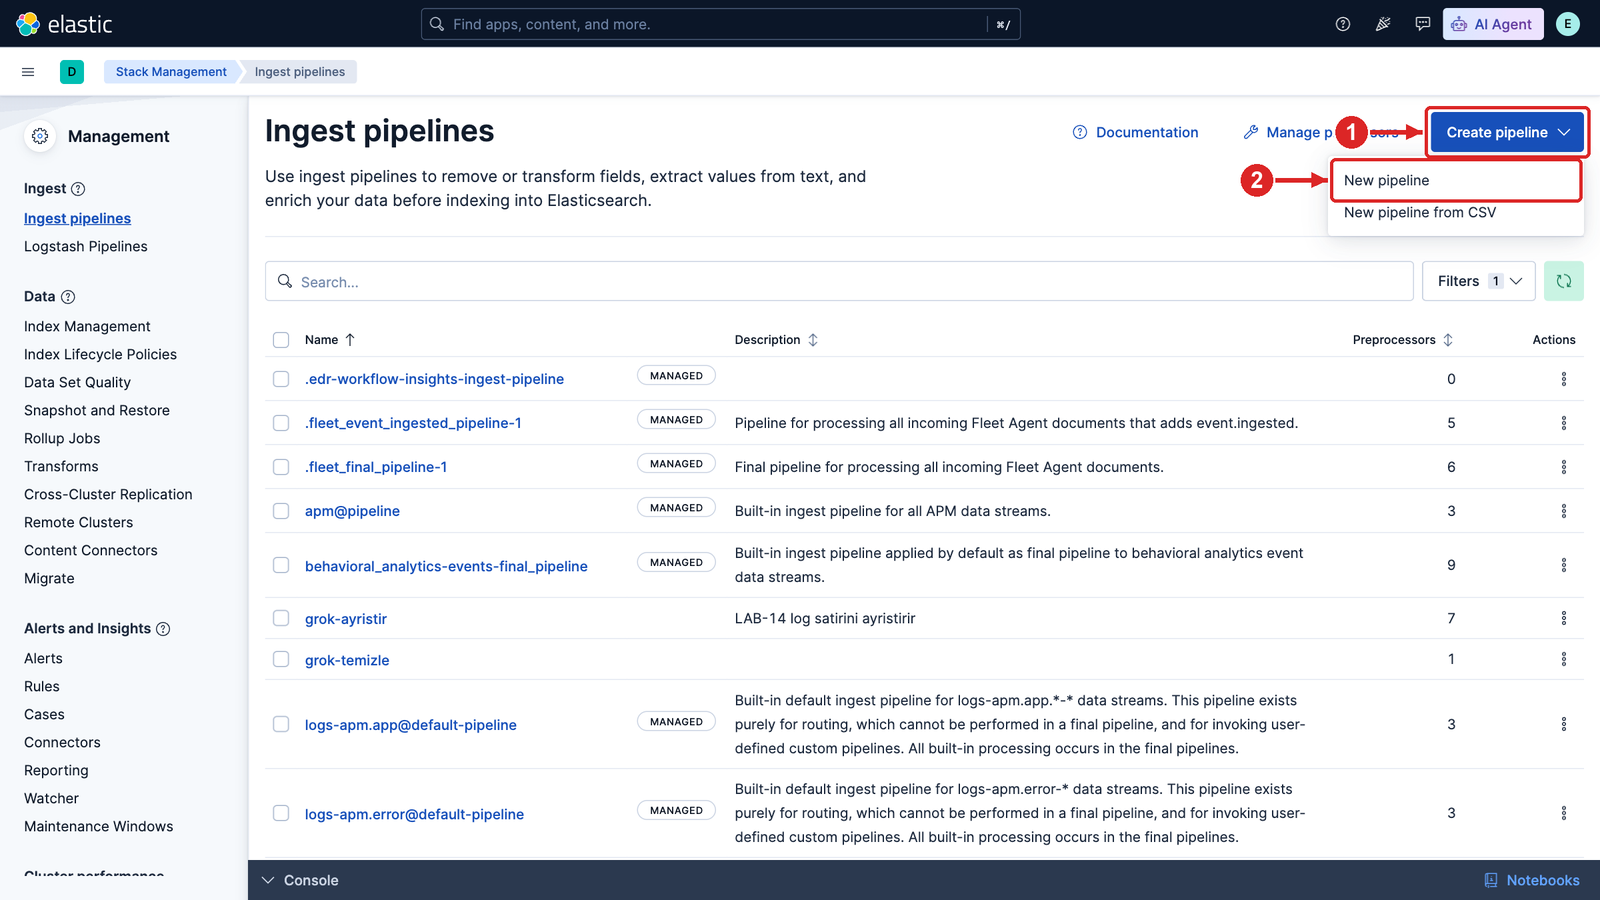 elastic
Find apps, content, and more.
⌘/
AI Agent
E
D
Stack Management
Ingest pipelines
Management
Ingest
Ingest pipelines
Logstash Pipelines
Data
Index Management
Index Lifecycle Policies
Data Set Quality
Snapshot and Restore
Rollup Jobs
Transforms
Cross-Cluster Replication
Remote Clusters
Content Connectors
Migrate
Alerts and Insights
Alerts
Rules
Cases
Connectors
Reporting
Watcher
Maintenance Windows
Cluster performance
Ingest pipelines
Documentation
Manage p
1
Create pipeline
2
New pipeline
New pipeline from CSV
Use ingest pipelines to remove or transform fields, extract values from text, and
enrich your data before indexing into Elasticsearch.
Search...
Filters 1
Name Description Preprocessors Actions
.edr-workflow-insights-ingest-pipeline MANAGED 0
.fleet_event_ingested_pipeline-1 MANAGED Pipeline for processing all incoming Fleet Agent documents that adds event.ingested. 5
.fleet_final_pipeline-1 MANAGED Final pipeline for processing all incoming Fleet Agent documents. 6
apm@pipeline MANAGED Built-in ingest pipeline for all APM data streams. 3
behavioral_analytics-events-final_pipeline MANAGED Built-in ingest pipeline applied by default as final pipeline to behavioral analytics event
data streams. 9
grok-ayristir LAB-14 log satirini ayristirir 7
grok-temizle 1
logs-apm.app@default-pipeline MANAGED Built-in default ingest pipeline for logs-apm.app.*-* data streams. This pipeline exists
purely for routing, which cannot be performed in a final pipeline, and for invoking user-
defined custom pipelines. All built-in processing occurs in the final pipelines. 3
logs-apm.error@default-pipeline MANAGED Built-in default ingest pipeline for logs-apm.error-* data streams. This pipeline exists
purely for routing, which cannot be performed in a final pipeline, and for invoking user-
defined custom pipelines. All built-in processing occurs in the final pipelines. 3
Console
Notebooks